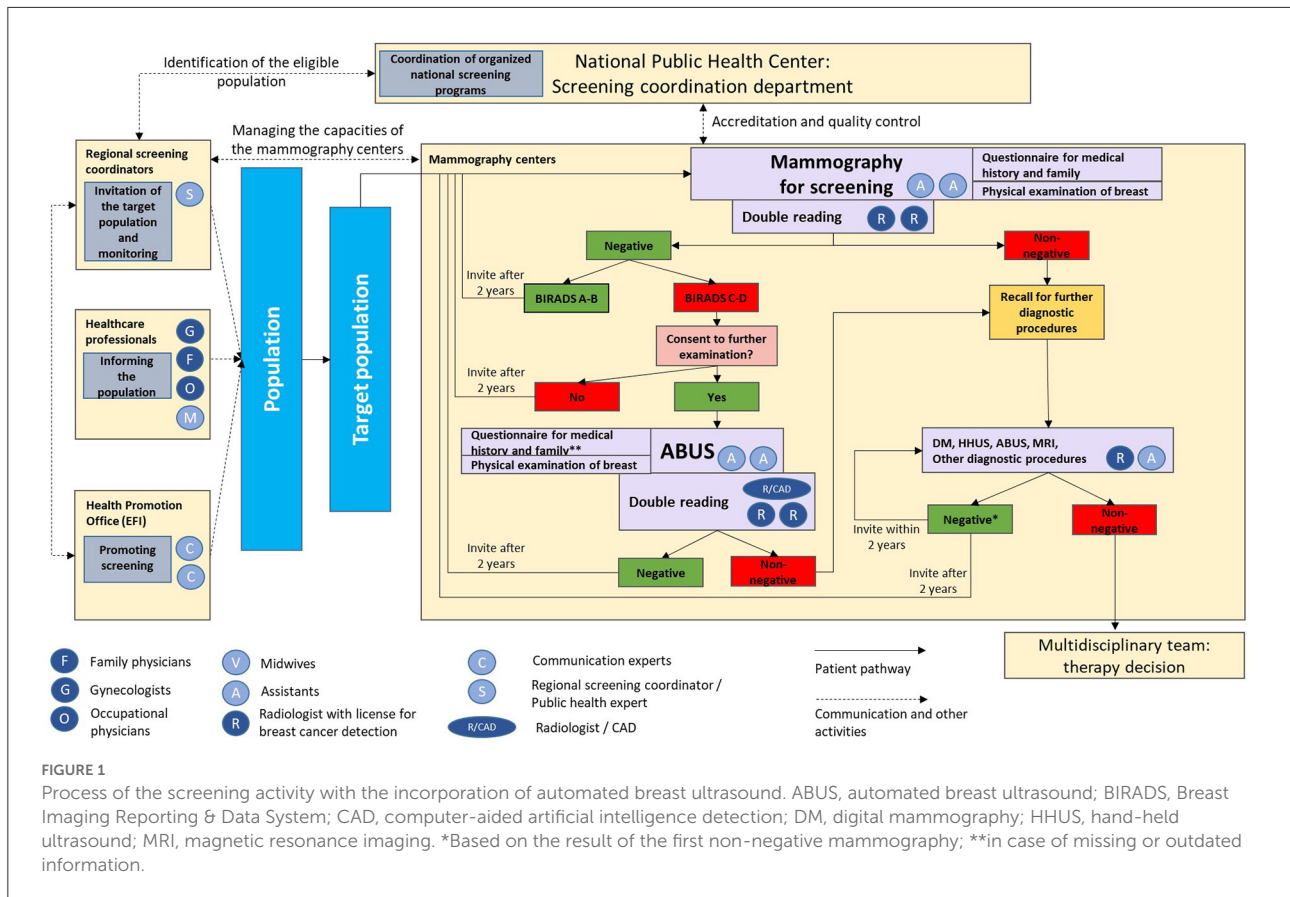 Identification of the eligible
population
Coordination of organized
national screening
programs
National Public Health Center:
Screening coordination department
Managing the capacities of
the mammography centers
Accreditation and quality control
Regional screening
coordinators
Invitation of
the target
population
and
monitoring
S
Healthcare
professionals
Informing
the
population
G
F
O
M
Health Promotion
Office (EFI)
Promoting
screening
C
C
Population
Target population
Mammography centers
Mammography
for screening
A
A
Questionnaire for medical
history and family
Physical examination of breast
Double reading
R
R
Negative
Non-
negative
Invite after
2 years
BIRADS A-B
BIRADS C-D
Recall for further
diagnostic
procedures
Consent to further
examination?
Invite after
2 years
No
Yes
Questionnaire for medical
history and family**
Physical examination of breast
ABUS
A
A
Double reading
R/CAD
R
R
DM, HHUS, ABUS, MRI,
Other diagnostic procedures
R
A
Invite after
2 years
Negative
Non-
negative
Invite within
2 years
Negative*
Non-
negative
Invite after
2 years
Multidisciplinary team:
therapy decision
F
Family physicians
G
Gynecologists
O
Occupational
physicians
V
Midwives
A
Assistants
R
Radiologist with license for
breast cancer detection
C
Communication experts
S
Regional screening coordinator /
Public health expert
R/CAD
Radiologist / CAD
Patient pathway
Communication and other
activities
FIGURE 1
Process of the screening activity with the incorporation of automated breast ultrasound. ABUS, automated breast ultrasound; BIRADS, Breast
Imaging Reporting & Data System; CAD, computer-aided artificial intelligence detection; DM, digital mammography; HHUS, hand-held
ultrasound; MRI, magnetic resonance imaging. *Based on the result of the first non-negative mammography; **in case of missing or outdated
information.